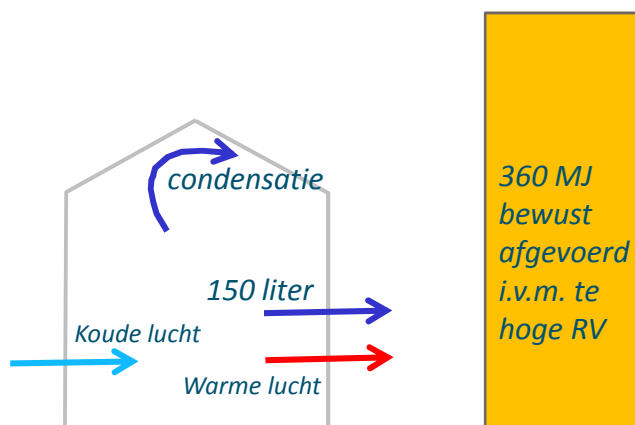 condensatie
150 liter
Koude lucht
Warme lucht
360 MJ
bewust
afgevoerd
i.v.m. te
hoge RV